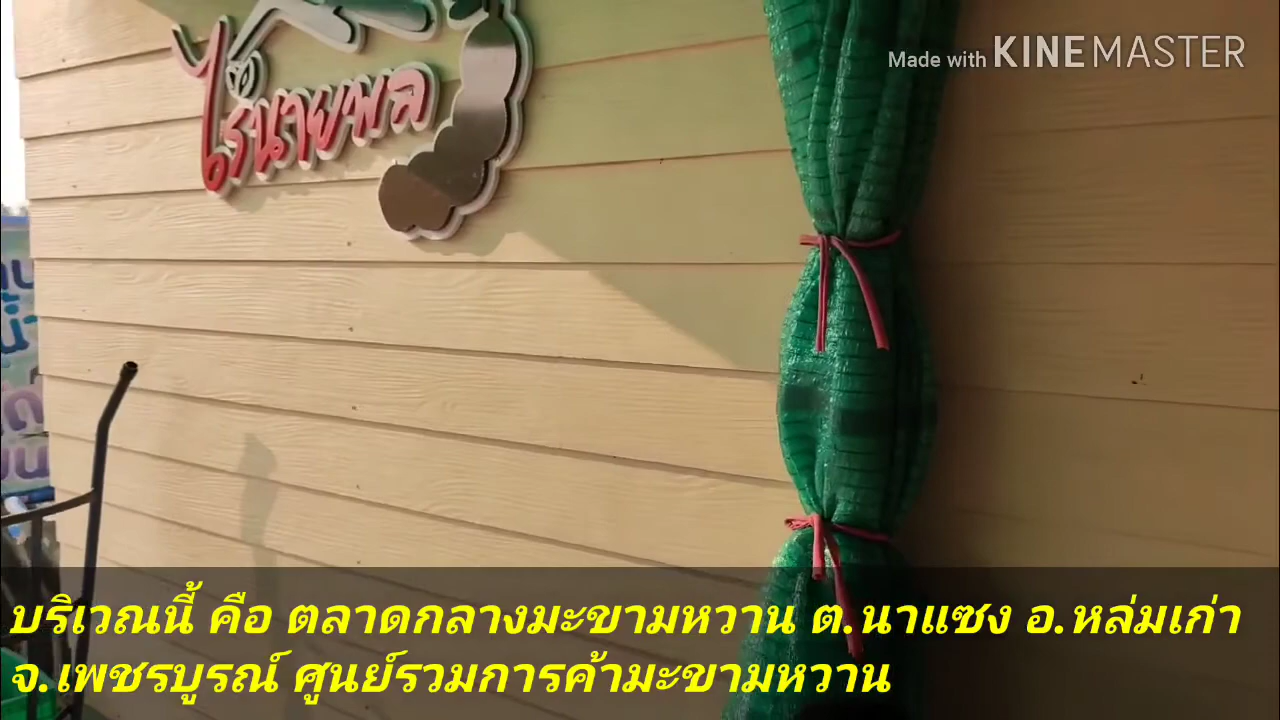 Made with KINEMASTER
ไร่นายพล
บริเวณนี้ คือ ตลาดกลางมะขามหวาน ต.นาแซง อ.หล่มเก่า
จ.เพชรบูรณ์ ศูนย์รวมการค้ามะขามหวาน